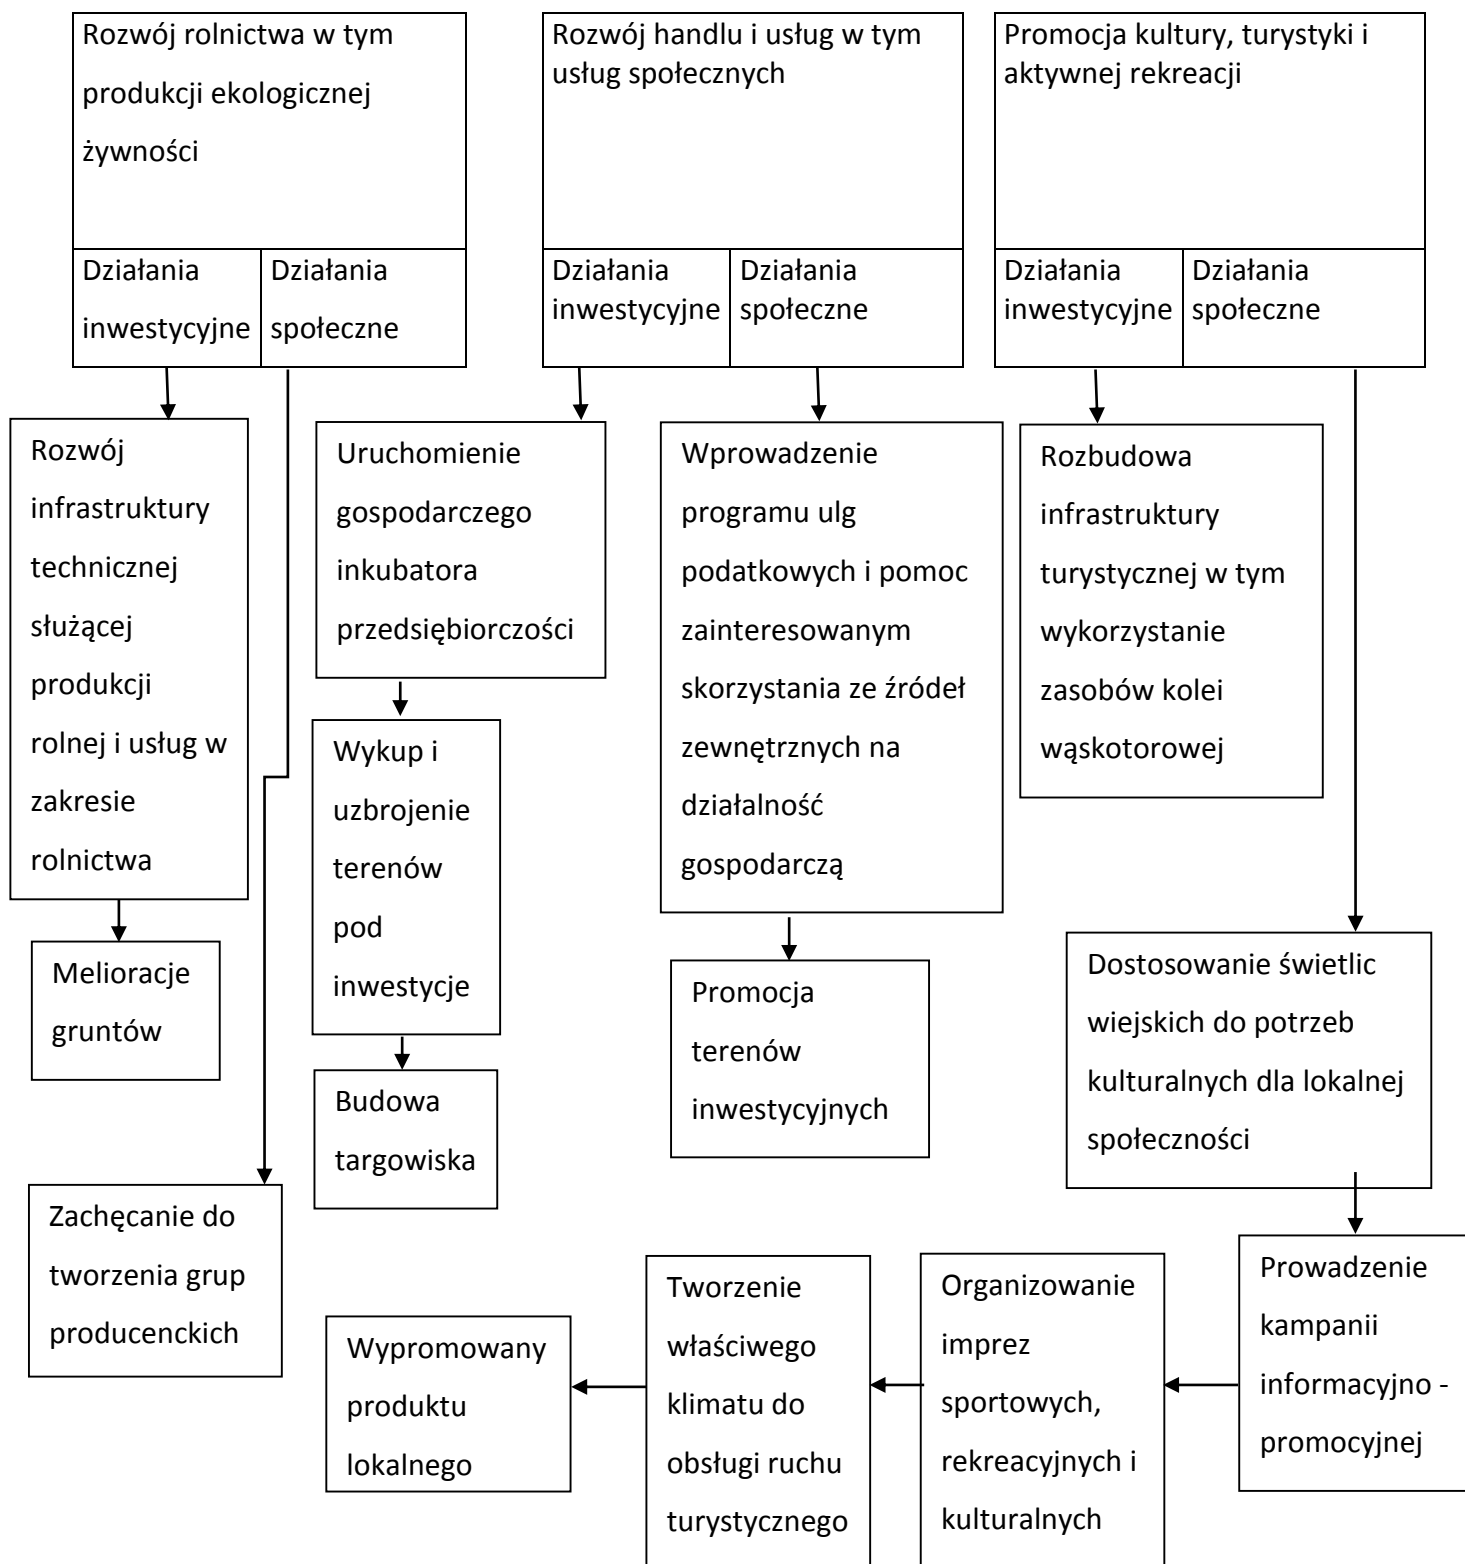 Rozwój rolnictwa w tym
produkcji ekologicznej
żywności
Działania
inwestycyjne
Działania
społeczne
Rozwój handlu i usług w tym
usług społecznych
Działania
inwestycyjne
Działania
społeczne
Promocja kultury, turystyki i
aktywnej rekreacji
Działania
inwestycyjne
Działania
społeczne
Rozwój
infrastruktury
technicznej
służącej
produkcji
rolnej i usług w
zakresie
rolnictwa
Melioracje
gruntów
Zachęcanie do
tworzenia grup
producenckich
Uruchomienie
gospodarczego
inkubatora
przedsiębiorczości
Wykup i
uzbrojenie
terenów
pod
inwestycje
Budowa
targowiska
Wprowadzenie
programu ulg
podatkowych i pomoc
zainteresowanym
skorzystania ze źródeł
zewnętrznych na
działalność
gospodarczą
Promocja
terenów
inwestycyjnych
Rozbudowa
infrastruktury
turystycznej w tym
wykorzystanie
zasobów kolei
wąskotorowej
Dostosowanie świetlic
wiejskich do potrzeb
kulturalnych dla lokalnej
społeczności
Prowadzenie
kampanii
informacyjno -
promocyjnej
Organizowanie
imprez
sportowych,
rekreacyjnych i
kulturalnych
Tworzenie
właściwego
klimatu do
obsługi ruchu
turystycznego
Wypromowany
produktu
lokalnego